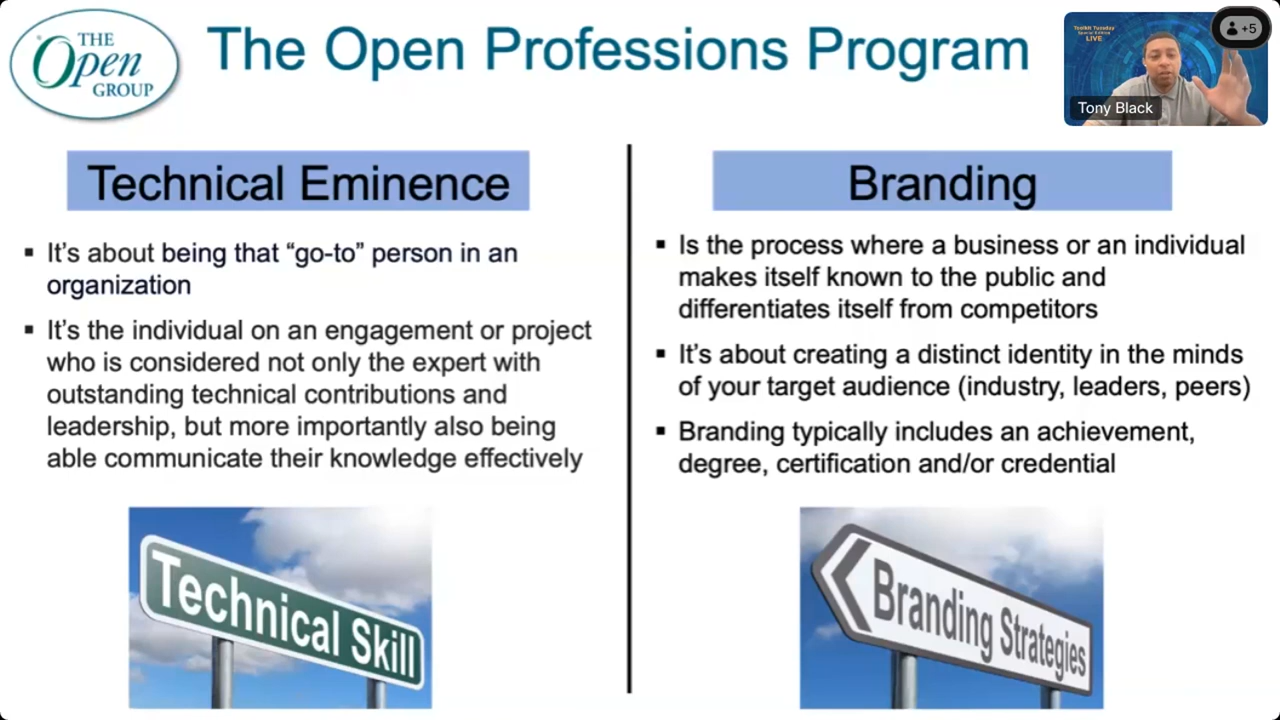 THE
Open
GROUP
The Open Professions Program
Toolkit Tuesday
Special Edition
LIVE
+5
Tony Black
Technical Eminence
▪ It’s about being that “go-to” person in an
organization
▪ It’s the individual on an engagement or project
who is considered not only the expert with
outstanding technical contributions and
leadership, but more importantly also being
able communicate their knowledge effectively
Technical Skill
Branding
▪ Is the process where a business or an individual
makes itself known to the public and
differentiates itself from competitors
▪ It’s about creating a distinct identity in the minds
of your target audience (industry, leaders, peers)
▪ Branding typically includes an achievement,
degree, certification and/or credential
Branding Strategies